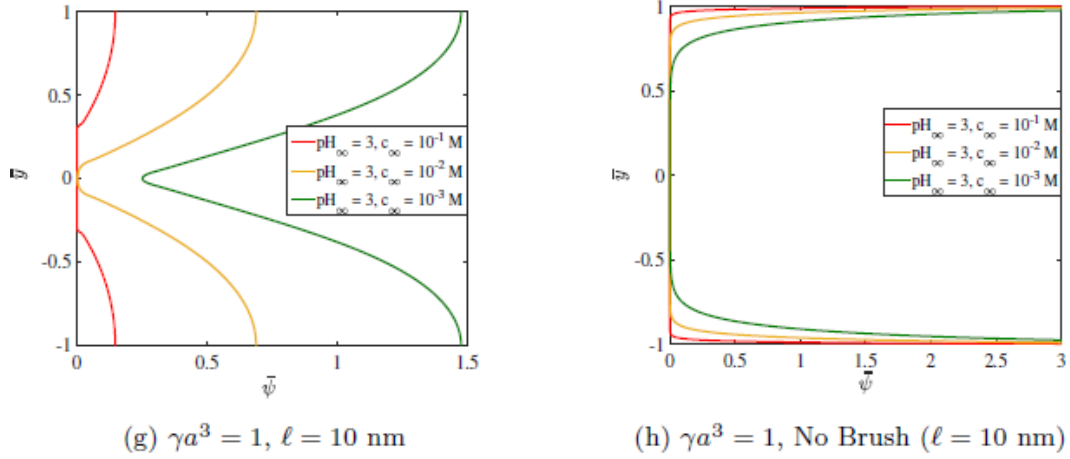 1
0.5
0
-0.5
-1
ȳ
pH∞ = 3, c∞ = 10⁻¹ M
pH∞ = 3, c∞ = 10⁻² M
pH∞ = 3, c∞ = 10⁻³ M
0 0.5 1 1.5
ψ̄
(g) γa³ = 1, ℓ = 10 nm
1
0.5
0
-0.5
-1
ȳ
pH∞ = 3, c∞ = 10⁻¹ M
pH∞ = 3, c∞ = 10⁻² M
pH∞ = 3, c∞ = 10⁻³ M
0 0.5 1 1.5 2 2.5 3
ψ̄
(h) γa³ = 1, No Brush (ℓ = 10 nm)